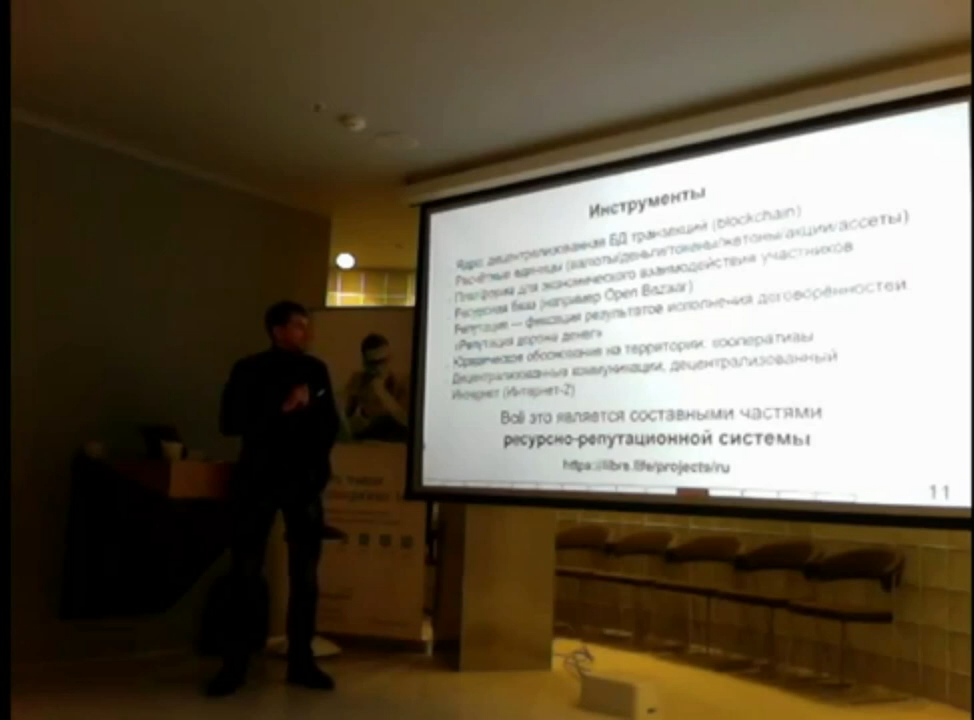 Инструменты
Ядро: децентрализованная БД транзакций (blockchain)
Расчётные единицы (валюты/деньги/токены/жетоны/акции/ассеты)
Платформа для экономического взаимодействия участников
Ресурсная база (например Open Bazaar)
Репутация — фиксация результатов исполнения договорённостей
«Репутация дороже денег»
Юридическое обоснование на территории: кооперативы
Децентрализованные коммуникации, децентрализованный
Интернет (Интернет-2)
Всё это является составными частями
ресурсно-репутационной системы
https://libre.life/projects/ru
11